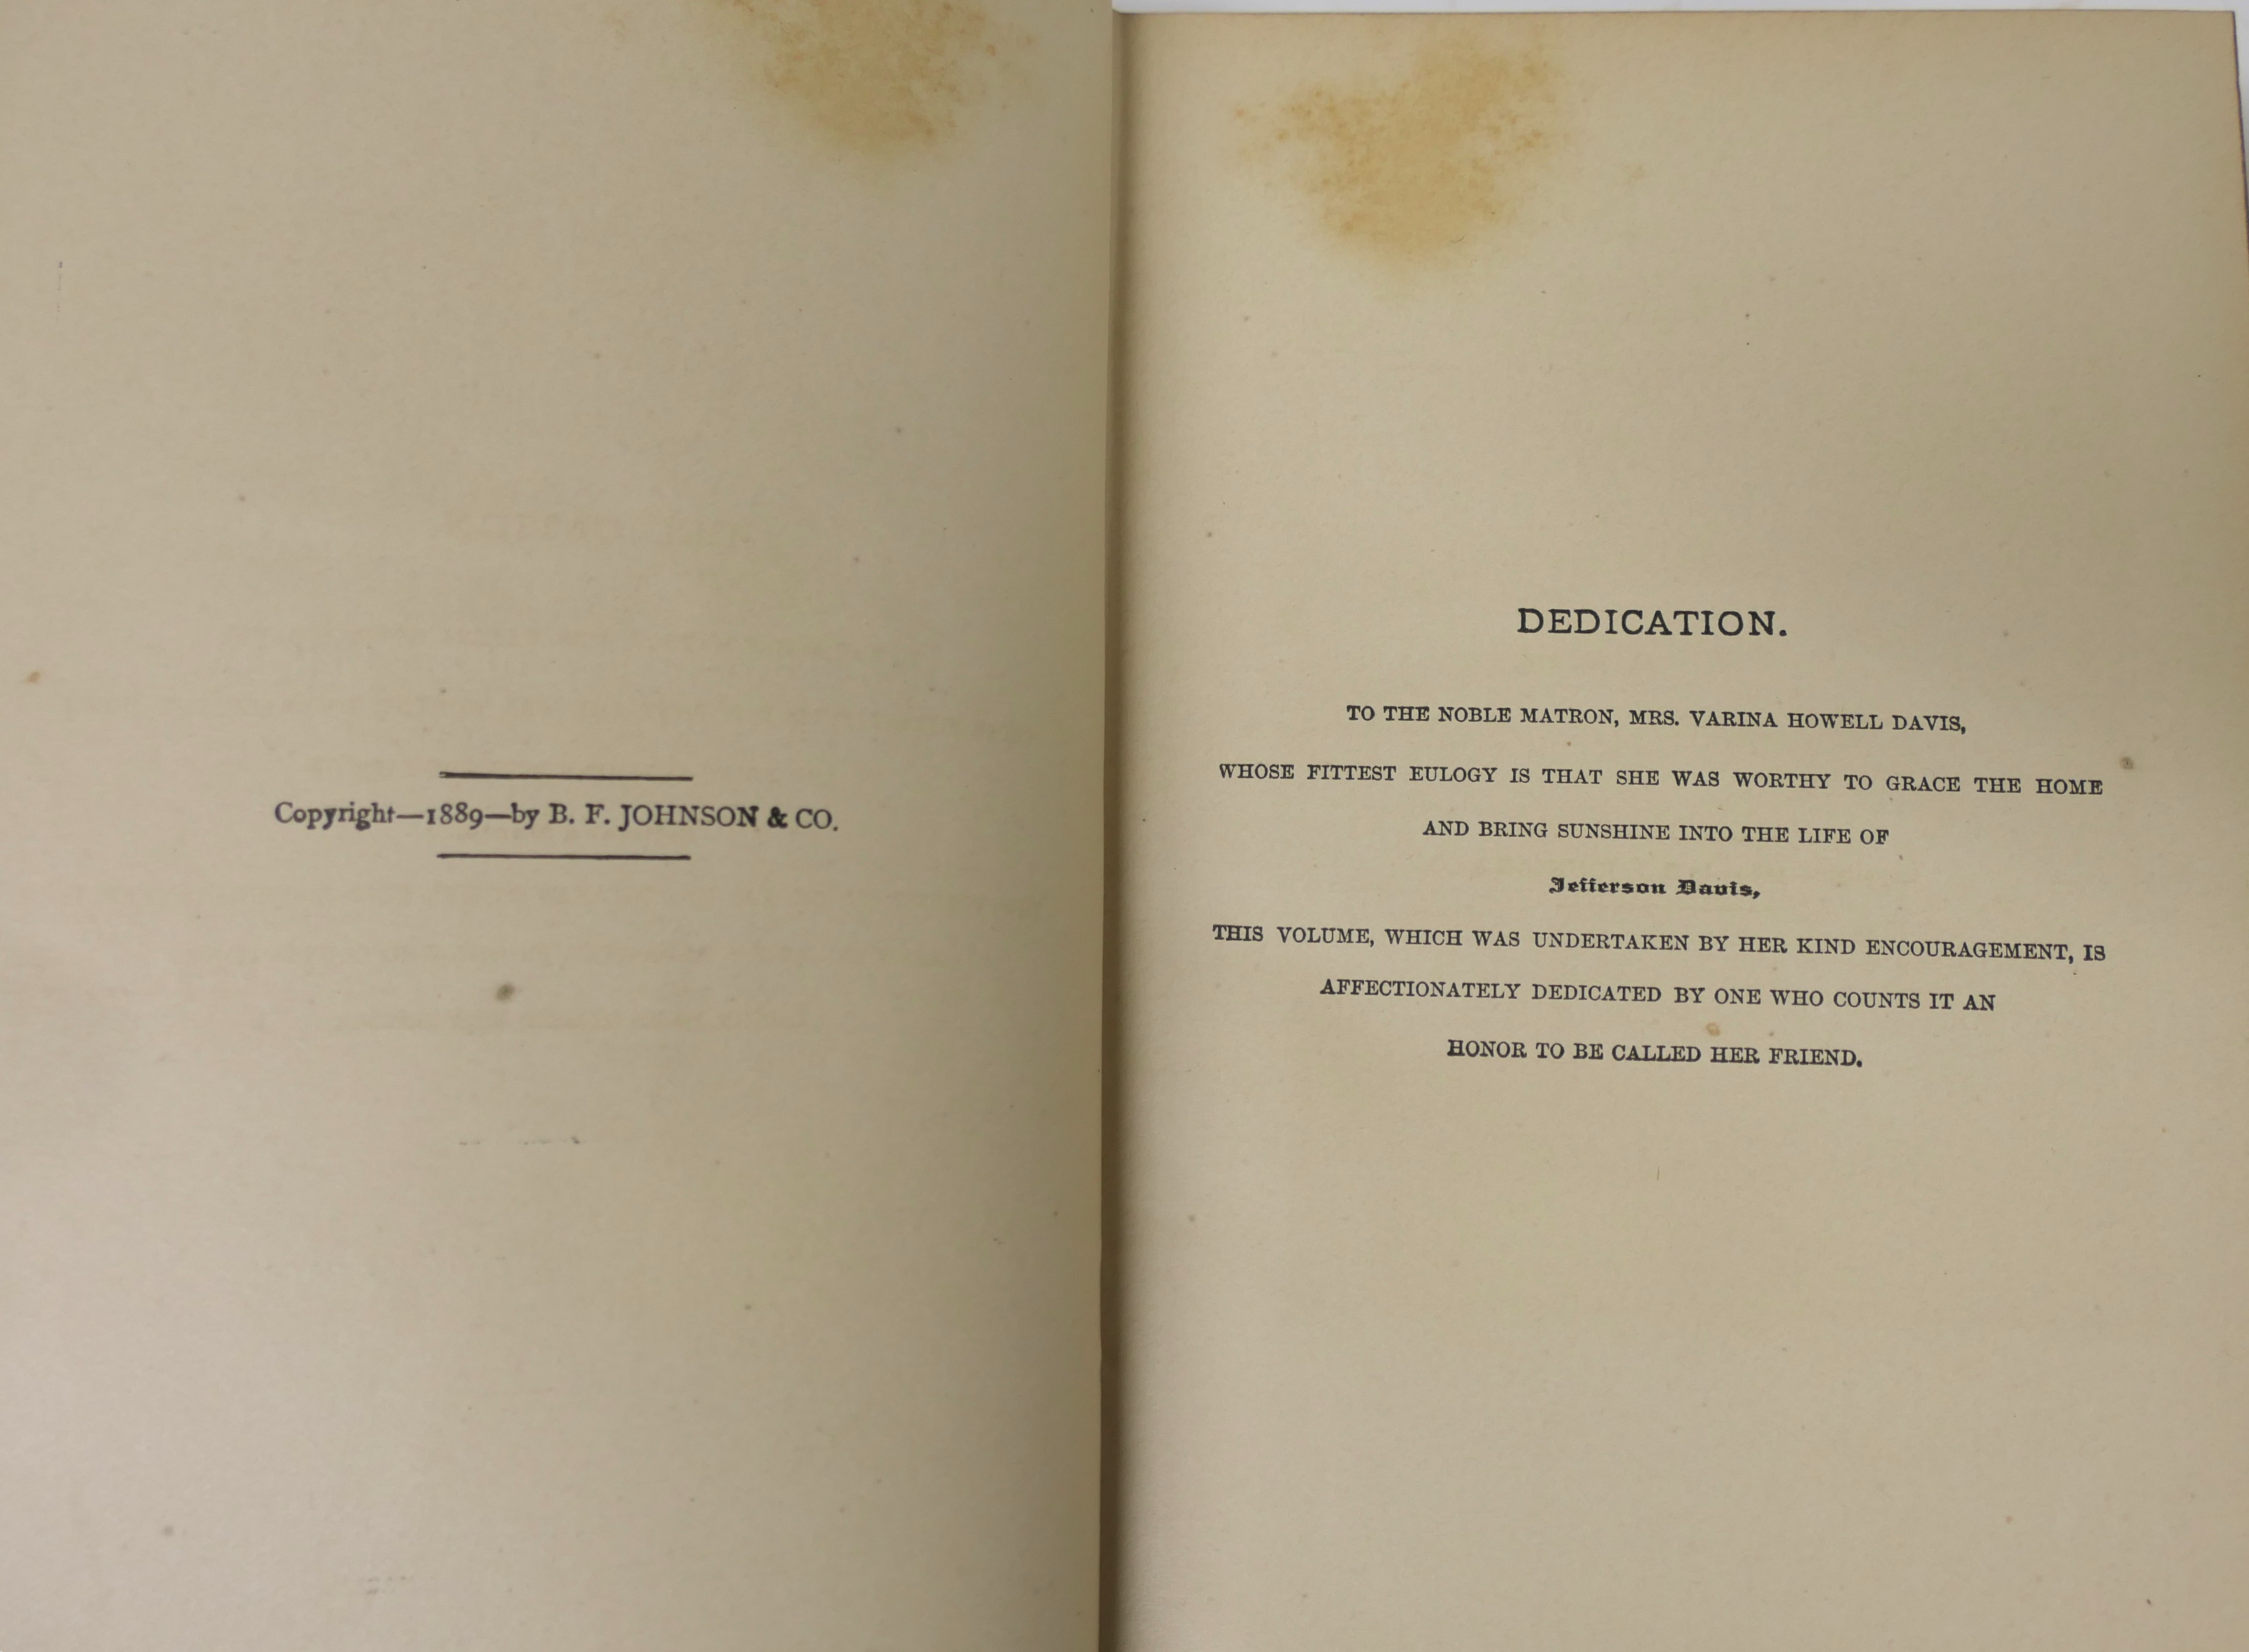 Copyright—1889—by B. F. JOHNSON & CO.
DEDICATION.
TO THE NOBLE MATRON, MRS. VARINA HOWELL DAVIS,
WHOSE FITTEST EULOGY IS THAT SHE WAS WORTHY TO GRACE THE HOME
AND BRING SUNSHINE INTO THE LIFE OF
Jefferson Davis,
THIS VOLUME, WHICH WAS UNDERTAKEN BY HER KIND ENCOURAGEMENT, IS
AFFECTIONATELY DEDICATED BY ONE WHO COUNTS IT AN
HONOR TO BE CALLED HER FRIEND.